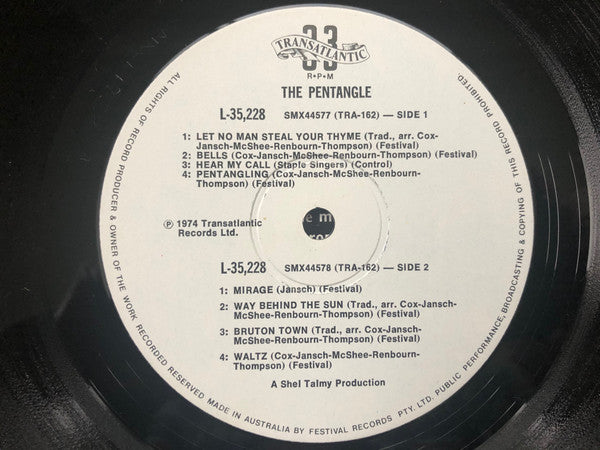 33
TRANSATLANTIC
R•P•M
THE PENTANGLE
L-35,228 SMX44577 (TRA-162) — SIDE 1
1: LET NO MAN STEAL YOUR THYME (Trad., arr. Cox-
Jansch-McShee-Renbourn-Thompson) (Festival)
2: BELLS (Cox-Jansch-McShee-Renbourn-Thompson) (Festival)
3: HEAR MY CALL (Staple Singers) (Control)
4: PENTANGLING (Cox-Jansch-McShee-Renbourn-
Thompson) (Festival)
℗ 1974 Transatlantic
Records Ltd.
L-35,228 SMX44578 (TRA-162) — SIDE 2
1: MIRAGE (Jansch) (Festival)
2: WAY BEHIND THE SUN (Trad., arr. Cox-Jansch-
McShee-Renbourn-Thompson) (Festival)
3: BRUTON TOWN (Trad., arr. Cox-Jansch-McShee-
Renbourn-Thompson) (Festival)
4: WALTZ (Cox-Jansch-McShee-Renbourn-
Thompson) (Festival)
A Shel Talmy Production
ALL RIGHTS OF RECORD PRODUCER & OWNER OF THE WORK RECORDED RESERVED MADE IN AUSTRALIA BY FESTIVAL RECORDS PTY. LTD. PUBLIC PERFORMANCE, BROADCASTING & COPYING OF THIS RECORD PROHIBITED.